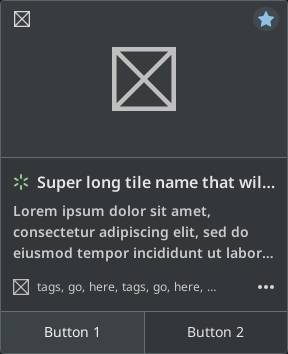 Super long tile name that wil...
Lorem ipsum dolor sit amet,
consectetur adipiscing elit, sed do
eiusmod tempor incididunt ut labor...
tags, go, here, tags, go, here, ...
Button 1
Button 2